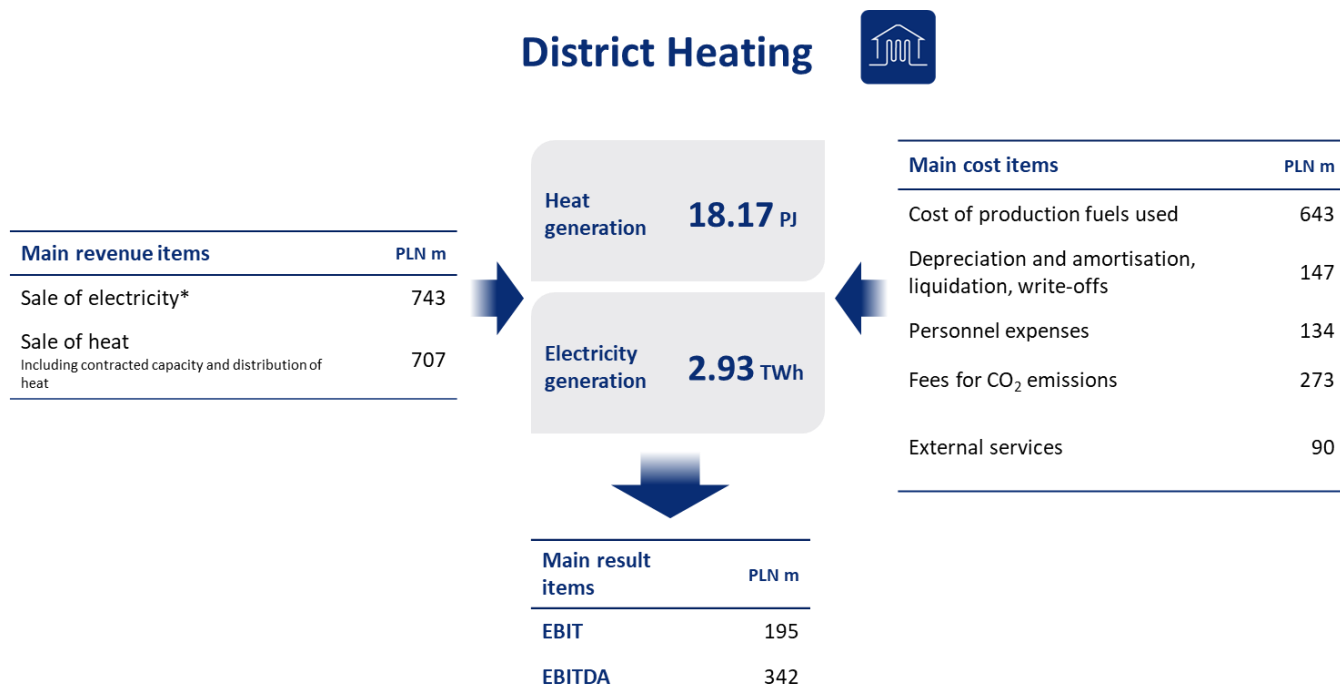 District Heating
Main revenue items PLN m
Sale of electricity* 743
Sale of heat 707
Including contracted capacity and distribution of
heat
Heat
generation 18.17 PJ
Electricity
generation 2.93 TWh
Main cost items PLN m
Cost of production fuels used 643
Depreciation and amortisation,
liquidation, write-offs 147
Personnel expenses 134
Fees for CO₂ emissions 273
External services 90
Main result
items PLN m
EBIT 195
EBITDA 342